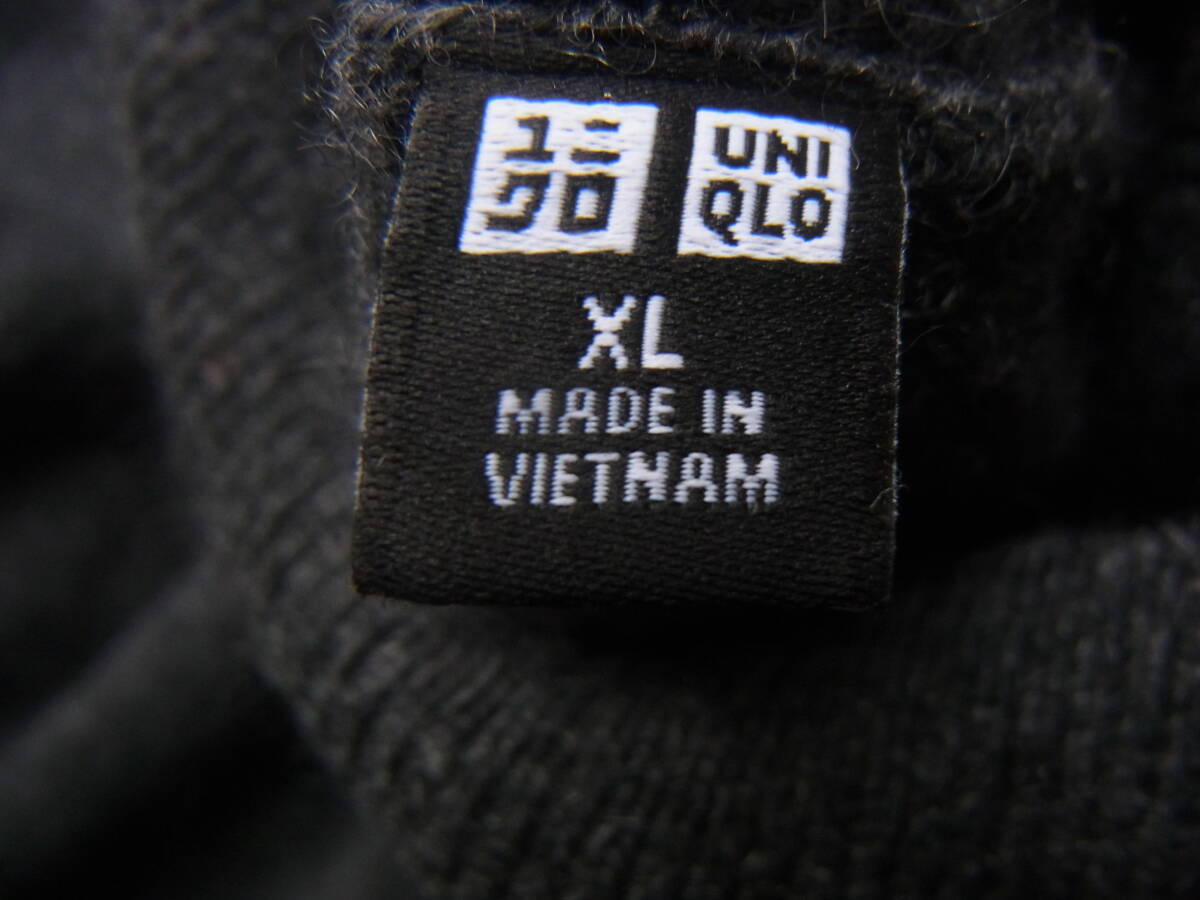 ユニ
クロ
UNI
QLO
XL
MADE IN
VIETNAM